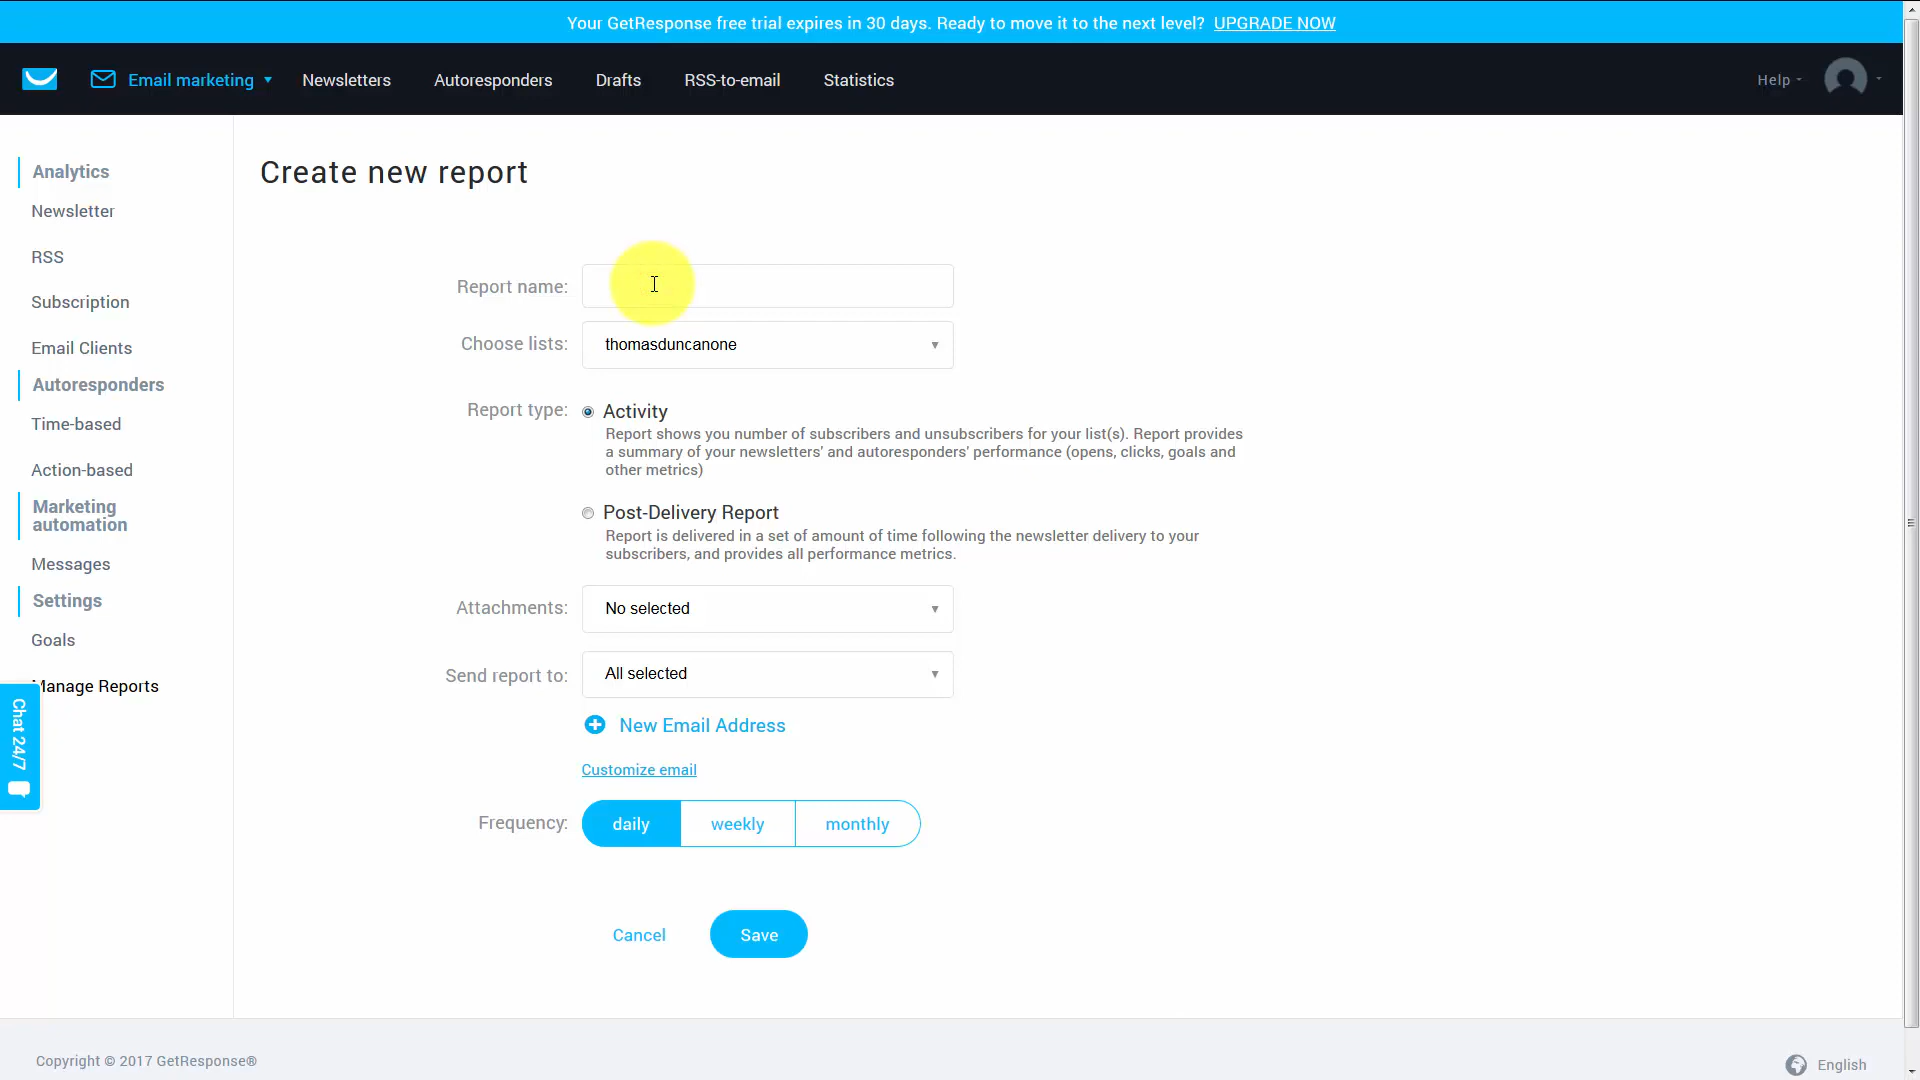 Your GetResponse free trial expires in 30 days. Ready to move it to the next level? UPGRADE NOW
Email marketing Newsletters Autoresponders Drafts RSS-to-email Statistics Help
Analytics
Newsletter
RSS
Subscription
Email Clients
Autoresponders
Time-based
Action-based
Marketing
automation
Messages
Settings
Goals
Manage Reports
Chat 24/7
Create new report
Report name:
Choose lists: thomasduncanone
Report type: Activity
Report shows you number of subscribers and unsubscribers for your list(s). Report provides
a summary of your newsletters' and autoresponders' performance (opens, clicks, goals and
other metrics)
Post-Delivery Report
Report is delivered in a set of amount of time following the newsletter delivery to your
subscribers, and provides all performance metrics.
Attachments: No selected
Send report to: All selected
New Email Address
Customize email
Frequency: daily weekly monthly
Cancel Save
Copyright © 2017 GetResponse®
English